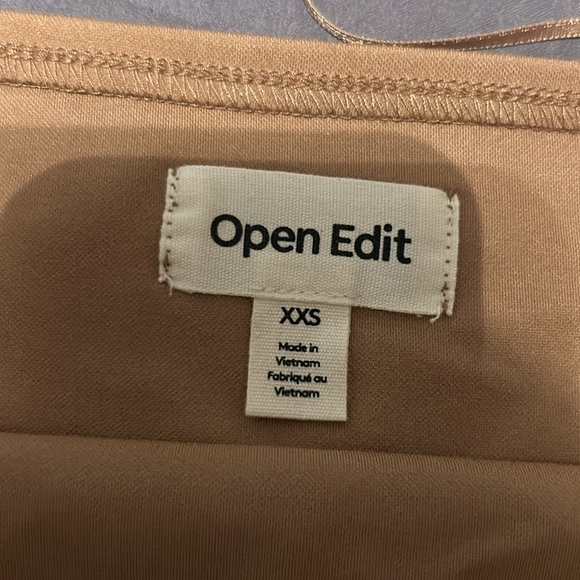 Open Edit
XXS
Made in
Vietnam
Fabriqué au
Vietnam